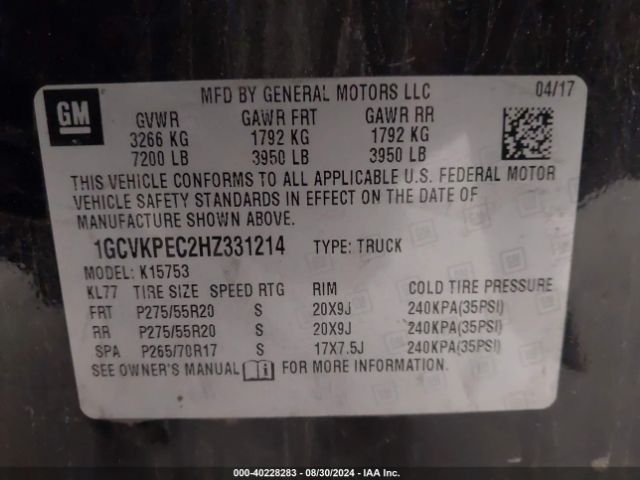 GM
MFD BY GENERAL MOTORS LLC 04/17
GVWR GAWR FRT GAWR RR
3266 KG 1792 KG 1792 KG
7200 LB 3950 LB 3950 LB
THIS VEHICLE CONFORMS TO ALL APPLICABLE U.S. FEDERAL MOTOR
VEHICLE SAFETY STANDARDS IN EFFECT ON THE DATE OF
MANUFACTURE SHOWN ABOVE.
1GCVKPEC2HZ331214 TYPE: TRUCK
MODEL: K15753
KL77 TIRE SIZE SPEED RTG RIM COLD TIRE PRESSURE
FRT P275/55R20 S 20X9J 240KPA(35PSI)
RR P275/55R20 S 20X9J 240KPA(35PSI)
SPA P265/70R17 S 17X7.5J 240KPA(35PSI)
SEE OWNER'S MANUAL FOR MORE INFORMATION.
000-40228283 - 08/30/2024 - IAA Inc.